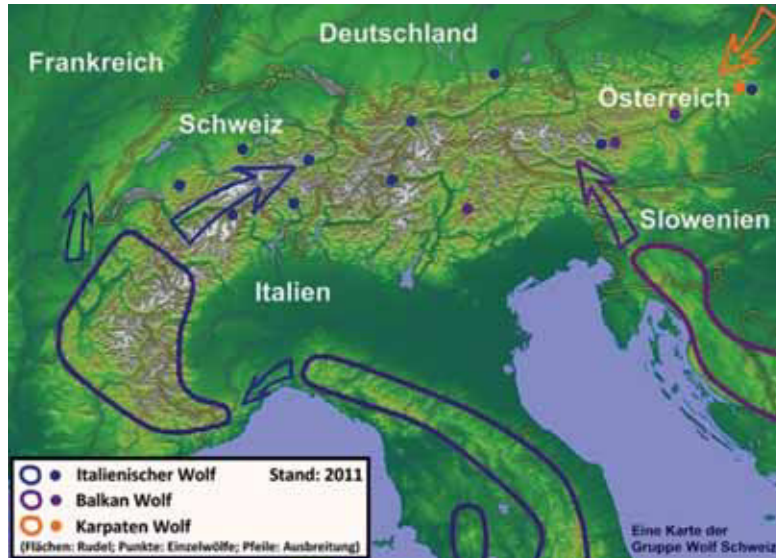 Deutschland
Frankreich
Österreich
Schweiz
Slowenien
Italien
Italienischer Wolf Stand: 2011
Balkan Wolf
Karpaten Wolf
(Flächen: Rudel; Punkte: Einzelwölfe; Pfeile: Ausbreitung)
Eine Karte der
Gruppe Wolf Schweiz